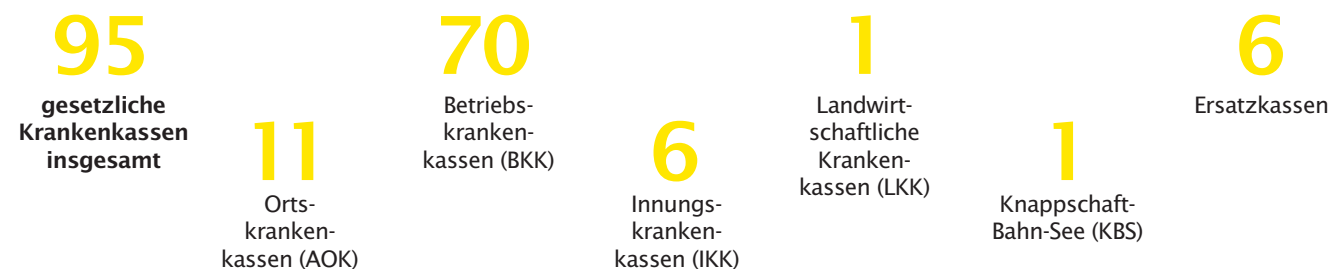 95
gesetzliche
Krankenkassen
insgesamt
11
Orts-
kranken-
kassen (AOK)
70
Betriebs-
kranken-
kassen (BKK)
6
Innungs-
kranken-
kassen (IKK)
1
Landwirt-
schaftliche
Kranken-
kassen (LKK)
1
Knappschaft-
Bahn-See (KBS)
6
Ersatzkassen